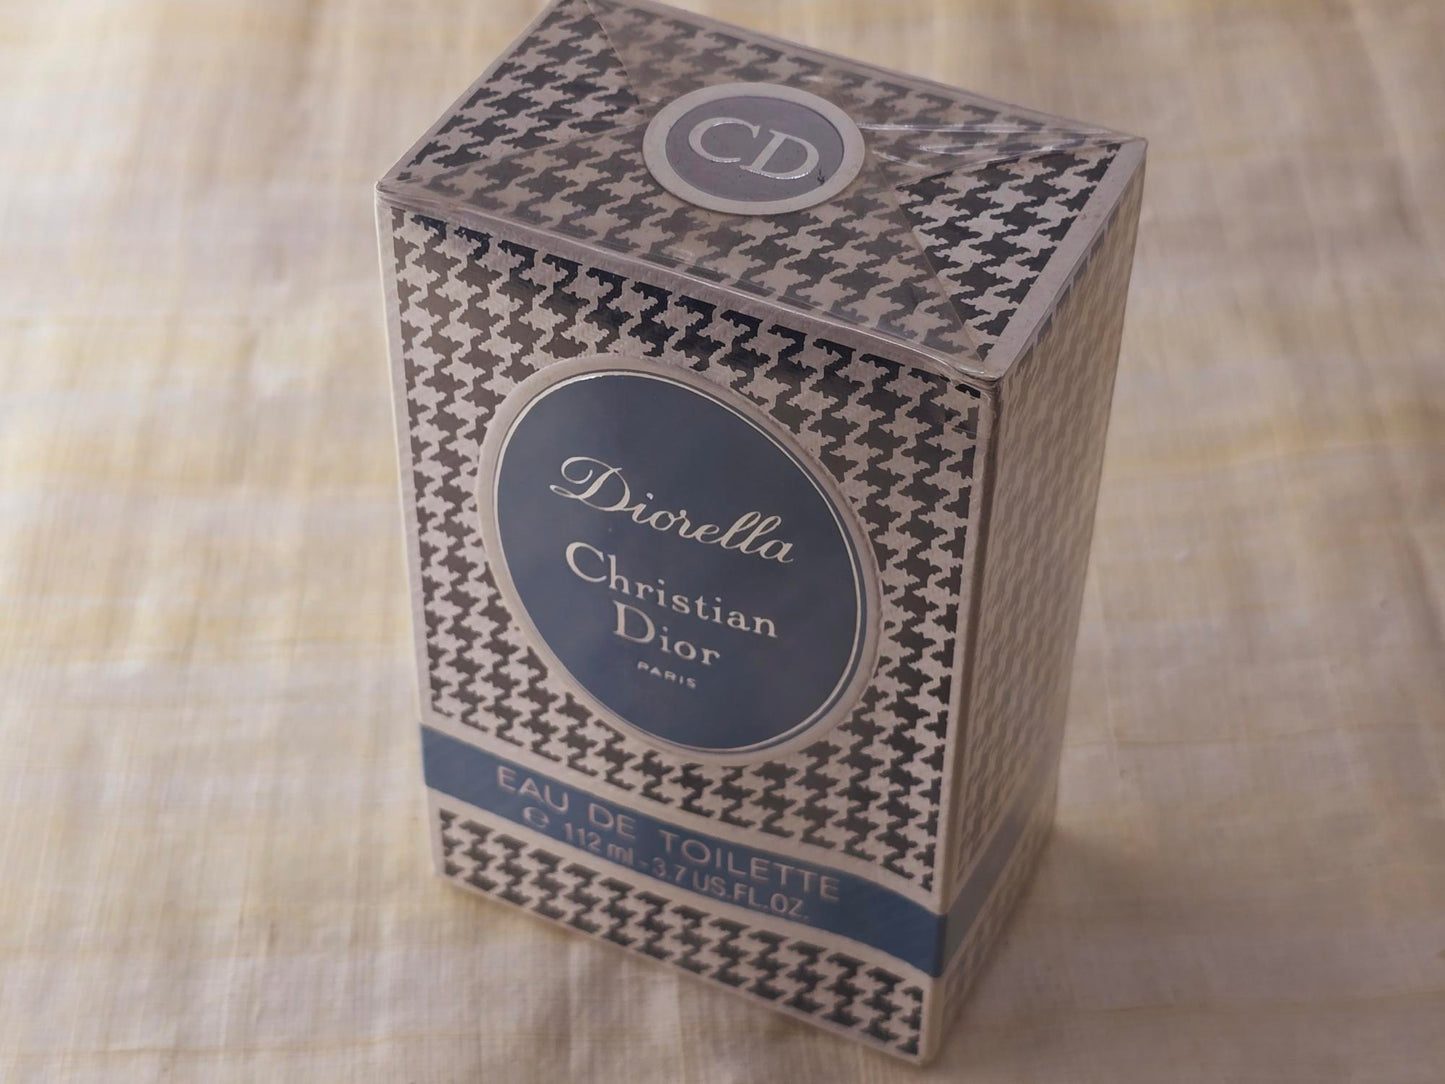 CD
Diorella
Christian
Dior
PARIS
EAU DE TOILETTE
℮ 112 ml - 3.7 US.FL.OZ.